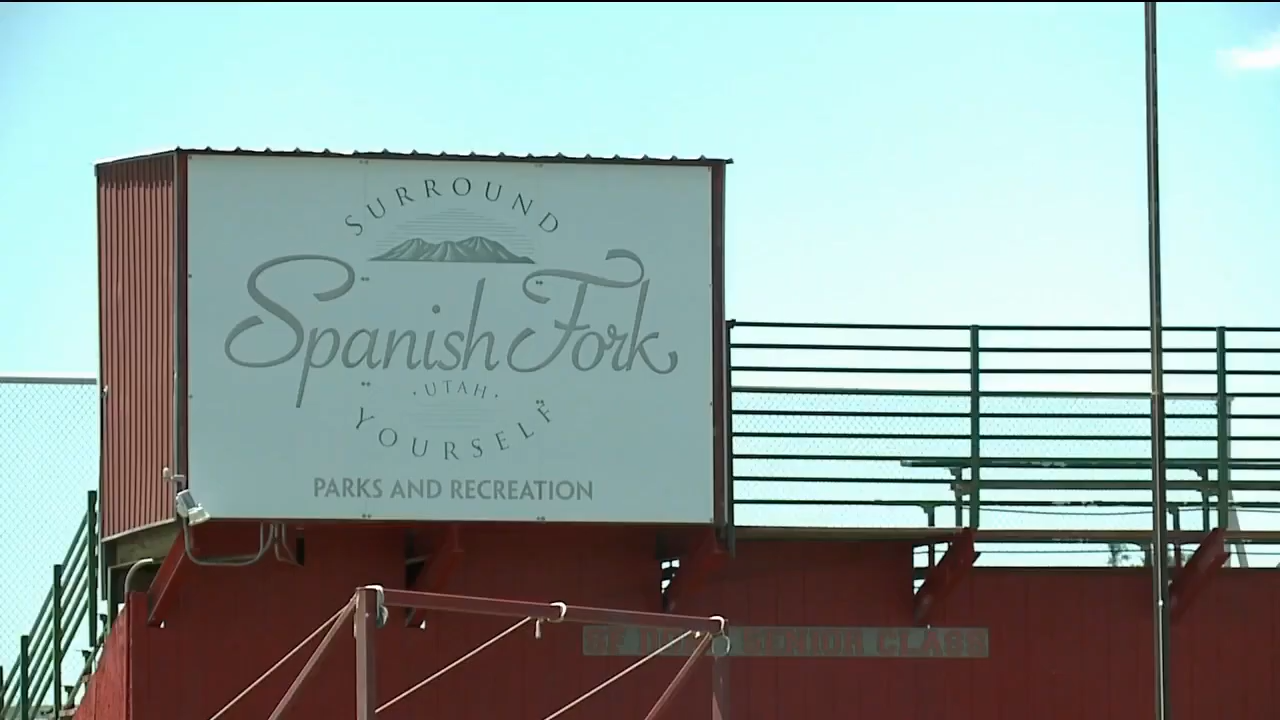 SURROUND
Spanish Fork
· UTAH ·
YOURSELF
PARKS AND RECREATION
SENIOR CLASS